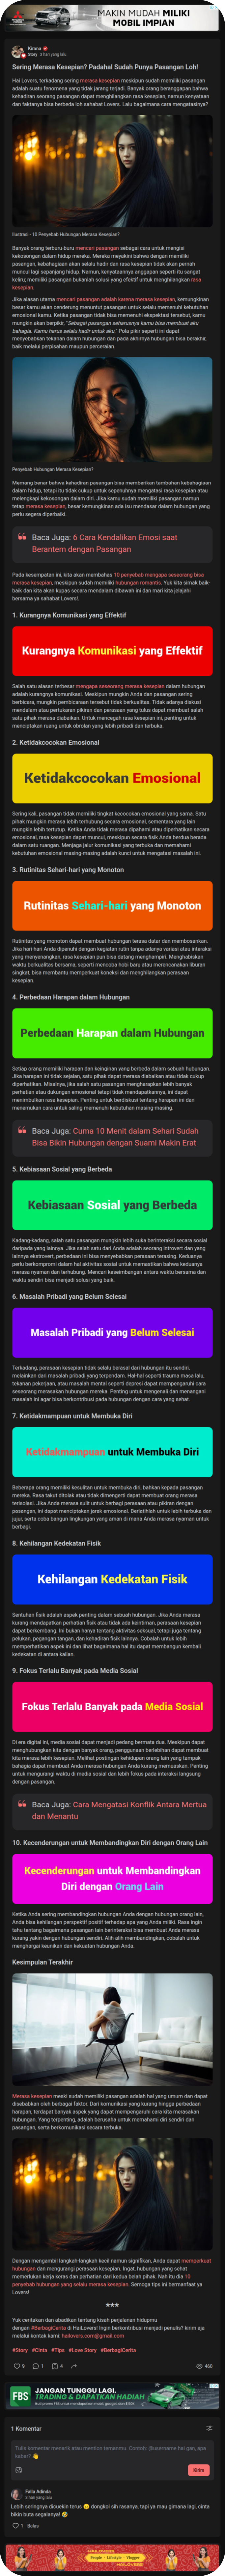 MAKIN MUDAH MILIKI
MOBIL IMPIAN
Kirana
Story 3 hari yang lalu
Sering Merasa Kesepian? Padahal Sudah Punya Pasangan Loh!
Hai Lovers, terkadang sering merasa kesepian meskipun sudah memiliki pasangan
adalah suatu fenomena yang tidak jarang terjadi. Banyak orang beranggapan bahwa
kehadiran seorang pasangan dapat menghilangkan rasa kesepian, namun kenyataan
dan faktanya bisa berbeda loh sahabat Lovers. Lalu bagaimana cara mengatasinya?
Ilustrasi : 10 Penyebab Hubungan Merasa Kesepian?
Banyak orang terburu-buru mencari pasangan sebagai cara untuk mengisi
kekosongan dalam hidup mereka. Mereka meyakini bahwa dengan memiliki
pasangan, kebahagiaan akan selalu hadir dan rasa kesepian tidak akan pernah
muncul lagi sepanjang hidup. Namun, kenyataannya anggapan seperti itu sangat
keliru; memiliki pasangan bukanlah solusi yang efektif untuk menghilangkan rasa
kesepian.
Jika alasan utama mencari pasangan adalah karena merasa kesepian, kemungkinan
besar kamu akan cenderung menuntut pasangan untuk selalu memenuhi kebutuhan
emosional kamu. Ketika pasangan tidak bisa memenuhi ekspektasi tersebut, kamu
mungkin akan berpikir, "Sebagai pasangan seharusnya kamu bisa membuat aku
bahagia. Kamu harus selalu hadir untuk aku." Pola pikir seperti ini dapat
menyebabkan tekanan dalam hubungan dan pada akhirnya hubungan bisa berakhir,
baik melalui perpisahan maupun perceraian.
Penyebab Hubungan Merasa Kesepian?
Memang benar bahwa kehadiran pasangan bisa memberikan tambahan kebahagiaan
dalam hidup, tetapi itu tidak cukup untuk sepenuhnya mengatasi rasa kesepian atau
melengkapi kekosongan dalam diri. Jika kamu sudah memiliki pasangan namun
tetap merasa kesepian, besar kemungkinan ada isu mendasar dalam hubungan yang
perlu segera diperbaiki.
Baca Juga: 6 Cara Kendalikan Emosi saat
Berantem dengan Pasangan
Pada kesempatan ini, kita akan membahas 10 penyebab mengapa seseorang bisa
merasa kesepian, meskipun sudah memiliki hubungan romantis. Yuk kita simak baik-
baik dan kita akan kupas secara mendalam dibawah ini dan mari kita jelajahi
bersama ya sahabat Lovers!
1. Kurangnya Komunikasi yang Effektif
Kurangnya Komunikasi yang Effektif
Salah satu alasan terbesar mengapa seseorang merasa kesepian dalam hubungan
adalah kurangnya komunikasi. Meskipun Mungkin Anda dan pasangan sering
berbicara, mungkin pembicaraan tersebut tidak berkualitas. Tidak adanya diskusi
mendalam atau pertukaran pikiran dan perasaan yang tulus dapat membuat salah
satu pihak merasa diabaikan. Untuk mencegah rasa kesepian ini, penting untuk
menciptakan ruang untuk obrolan yang lebih pribadi dan terbuka.
2. Ketidakcocokan Emosional
Ketidakcocokan Emosional
Sering kali, pasangan tidak memiliki tingkat kecocokan emosional yang sama. Satu
pihak mungkin merasa lebih terhubung secara emosional, sementara yang lain
mungkin lebih tertutup. Ketika Anda tidak merasa dipahami atau diperhatikan secara
emosional, rasa kesepian dapat muncul, meskipun secara fisik Anda berdua berada
dalam satu ruangan. Menjaga jalur komunikasi yang terbuka dan memahami
kebutuhan emosional masing-masing adalah kunci untuk mengatasi masalah ini.
3. Rutinitas Sehari-hari yang Monoton
Rutinitas Sehari-hari yang Monoton
Rutinitas yang monoton dapat membuat hubungan terasa datar dan membosankan.
Jika hari-hari Anda dipenuhi dengan kegiatan rutin tanpa adanya variasi atau interaksi
yang menyenangkan, rasa kesepian pun bisa datang menghampiri. Menghabiskan
waktu berkualitas bersama, seperti mencoba hobi baru atau merencanakan liburan
singkat, bisa membantu memperkuat koneksi dan menghilangkan perasaan
kesepian.
4. Perbedaan Harapan dalam Hubungan
Perbedaan Harapan dalam Hubungan
Setiap orang memiliki harapan dan keinginan yang berbeda dalam sebuah hubungan.
Jika harapan ini tidak sejalan, satu pihak mungkin merasa diabaikan atau tidak cukup
diperhatikan. Misalnya, jika salah satu pasangan mengharapkan lebih banyak
perhatian atau dukungan emosional tetapi tidak mendapatkannya, ini dapat
menimbulkan rasa kesepian. Penting untuk berdiskusi tentang harapan ini dan
menemukan cara untuk saling memenuhi kebutuhan masing-masing.
Baca Juga: Cuma 10 Menit dalam Sehari Sudah
Bisa Bikin Hubungan dengan Suami Makin Erat
5. Kebiasaan Sosial yang Berbeda
Kebiasaan Sosial yang Berbeda
Kadang-kadang, salah satu pasangan mungkin lebih suka berinteraksi secara sosial
daripada yang lainnya. Jika salah satu dari Anda adalah seorang introvert dan yang
lainnya ekstrovert, perbedaan ini bisa menyebabkan perasaan terasing. Keduanya
perlu berkompromi dalam hal aktivitas sosial untuk memastikan bahwa keduanya
merasa nyaman dan terhubung. Mencari keseimbangan antara waktu bersama dan
waktu sendiri bisa menjadi solusi yang baik.
6. Masalah Pribadi yang Belum Selesai
Masalah Pribadi yang Belum Selesai
Terkadang, perasaan kesepian tidak selalu berasal dari hubungan itu sendiri,
melainkan dari masalah pribadi yang terpendam. Hal-hal seperti trauma masa lalu,
tekanan pekerjaan, atau masalah mental seperti depresi atau kecemasan dapat membuat
seseorang merasakan hubungan mereka. Penting untuk mengenali dan menangani
masalah ini agar bisa berkontribusi pada hubungan dengan cara yang sehat.
7. Ketidakmampuan untuk Membuka Diri
Ketidakmampuan untuk Membuka Diri
Beberapa orang memiliki kesulitan untuk membuka diri, bahkan kepada pasangan
mereka. Rasa takut ditolak atau tidak dimengerti dapat membuat orang merasa
terisolasi. Jika Anda merasa sulit untuk berbagi perasaan atau pikiran dengan
pasangan, ini dapat menciptakan jarak emosional. Berlatihlah untuk lebih terbuka dan
jujur, serta coba bangun lingkungan yang aman di mana Anda merasa nyaman untuk
berbagi.
8. Kehilangan Kedekatan Fisik
Kehilangan Kedekatan Fisik
Sentuhan fisik adalah aspek penting dalam sebuah hubungan. Jika Anda merasa
kurang mendapatkan perhatian fisik atau tidak ada kemitraan, perasaan kesepian
dapat berkembang. Ini bukan hanya tentang aktivitas seksual, tetapi juga tentang
pelukan, pegangan tangan, dan kehadiran fisik lainnya. Cobalah untuk lebih
memperhatikan aspek ini dan lihat bagaimana hal itu dapat membangun kembali
kedekatan di antara kalian.
9. Fokus Terlalu Banyak pada Media Sosial
Fokus Terlalu Banyak pada Media Sosial
Di era digital ini, media sosial dapat menjadi pedang bermata dua. Meskipun dapat
menghubungkan kita dengan banyak orang, penggunaan berlebihan dapat membuat
kita merasa lebih kesepian. Melihat postingan kehidupan orang lain yang tampak
bahagia dapat membuat Anda merasa hubungan Anda kurang memuaskan. Penting
untuk mengurangi waktu di media sosial dan lebih fokus pada interaksi langsung
dengan pasangan.
Baca Juga: Cara Mengatasi Konflik Antara Mertua
dan Menantu
10. Kecenderungan untuk Membandingkan Diri dengan Orang Lain
Kecenderungan untuk Membandingkan
Diri dengan Orang Lain
Ketika Anda sering membandingkan hubungan Anda dengan hubungan orang lain,
Anda bisa kehilangan perspektif positif terhadap apa yang Anda miliki. Rasa ingin
tahu tentang bagaimana pasangan lain berinteraksi bisa membuat Anda merasa
kurang yakin dengan hubungan sendiri. Alih-alih membandingkan, cobalah untuk
menghargai keunikan dan kekuatan hubungan Anda.
Kesimpulan Terakhir
Merasa kesepian meski sudah memiliki pasangan adalah hal yang umum dan dapat
disebabkan oleh berbagai faktor. Dari komunikasi yang kurang hingga perbedaan
harapan, terdapat banyak aspek yang dapat mempengaruhi cara kita merasakan
hubungan. Yang terpenting, adalah berusaha untuk memahami diri sendiri dan
pasangan, serta berkomunikasi secara terbuka.
Dengan mengambil langkah-langkah kecil namun signifikan, Anda dapat memperkuat
hubungan dan mengurangi perasaan kesepian. Ingat, hubungan yang sehat
memerlukan kerja keras dan perhatian dari kedua belah pihak. Nah itu dia 10
penyebab hubungan yang selalu merasa kesepian. Semoga tips ini bermanfaat ya
Lovers!
***
Yuk ceritakan dan abadikan tentang kisah perjalanan hidupmu
dengan #BerbagiCerita di HaiLovers! Ingin berkontribusi menjadi penulis? kirim aja
melalui kontak kami: hailovers.com@gmail.com
#Story #Cinta #Tips #Love Story #BerbagiCerita
9 1 4 460
FBS
JANGAN TUNGGU LAGI,
TRADING & DAPATKAN HADIAH
1 Komentar
Tulis komentar menarik atau mention temanmu. Contoh: @username hai gan, apa
kabar? 👋
Kirim
Falla Adinda
3 hari yang lalu
Lebih seringnya dicuekin terus 😥 dongkol sih rasanya, tapi ya mau gimana lagi, cinta
bikin buta segalanya! 🤣
1 Balas
People - Lifestyle - Vlogger